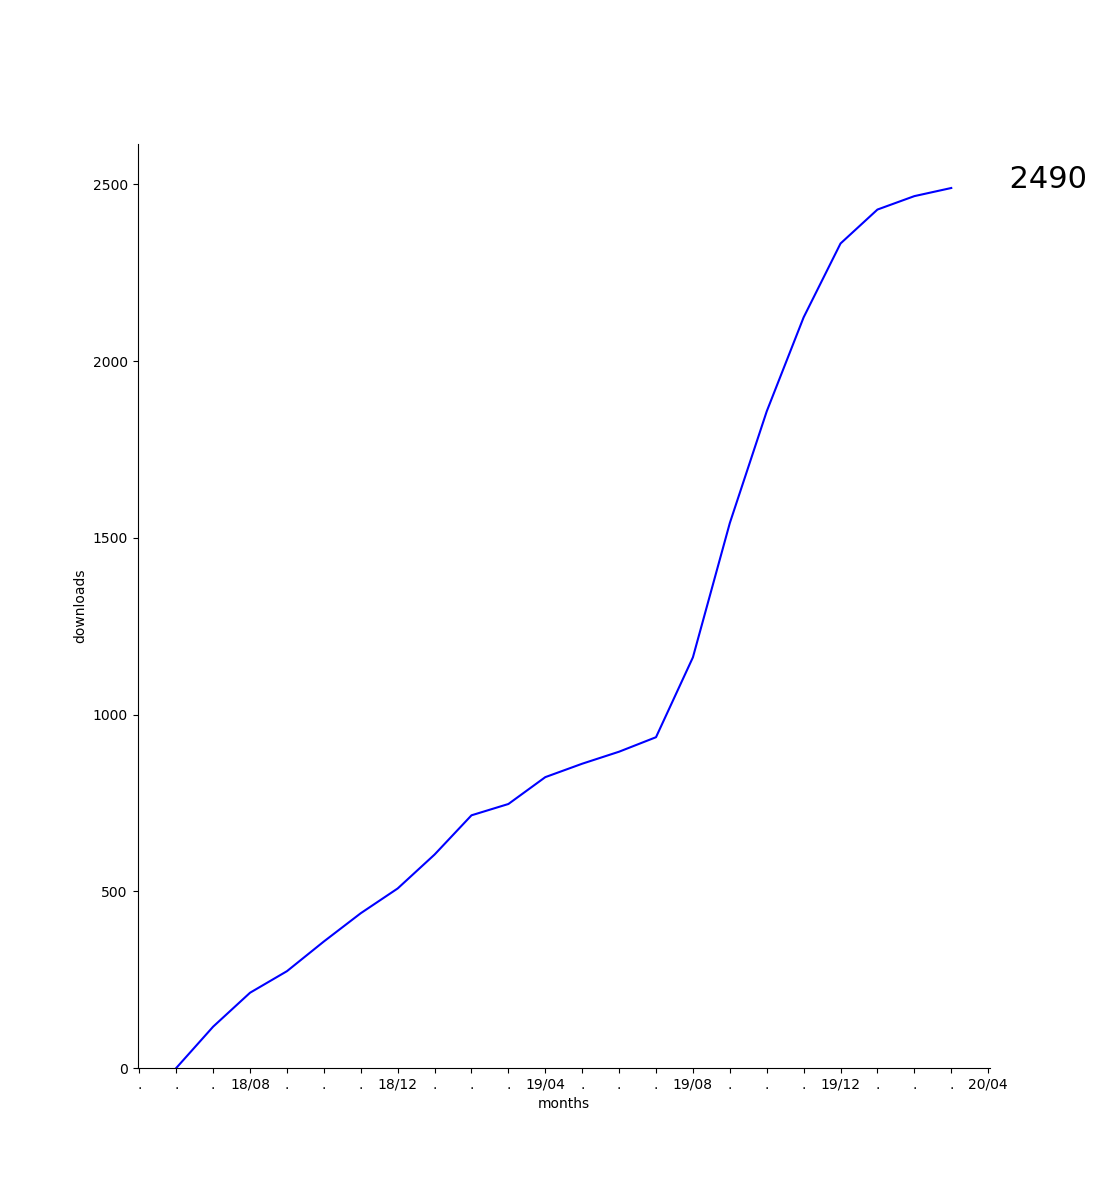 2490
2500
2000
1500
1000
500
0
downloads
. . . 18/08 . . . 18/12 . . . 19/04 . . . 19/08 . . . 19/12 . . . 20/04
months